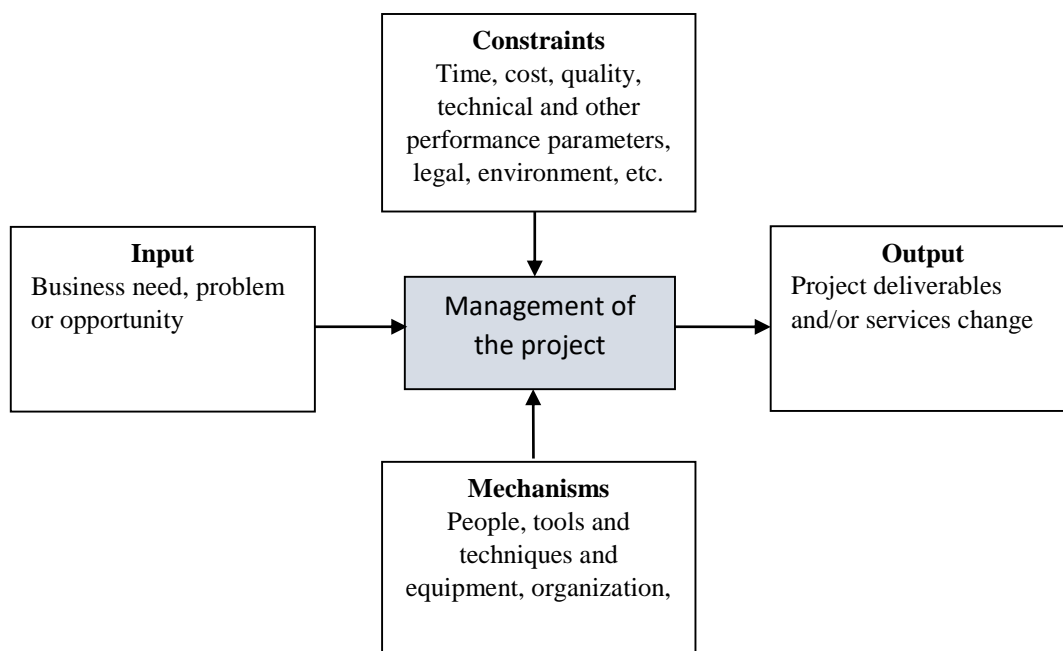 Constraints
Time, cost, quality,
technical and other
performance parameters,
legal, environment, etc.
Input
Business need, problem
or opportunity
Management of
the project
Output
Project deliverables
and/or services change
Mechanisms
People, tools and
techniques and
equipment, organization,